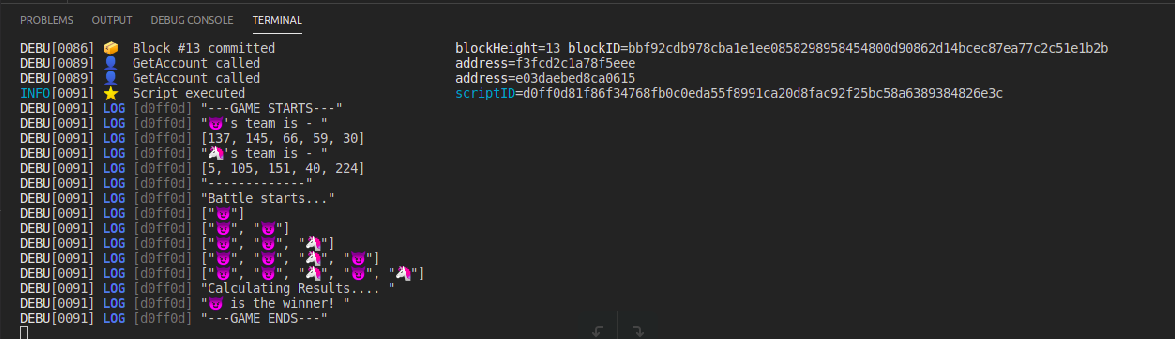 PROBLEMS OUTPUT DEBUG CONSOLE TERMINAL
DEBU[0086] 📦 Block #13 committed blockHeight=13 blockID=bbf92cdb978cba1e1ee0858298958454800d90862d14bcec87ea77c2c51e1b2b
DEBU[0089] 👤 GetAccount called address=f3fcd2c1a78f5eee
DEBU[0089] 👤 GetAccount called address=e03daebed8ca0615
INFO[0091] ⭐ Script executed scriptID=d0ff0d81f86f34768fb0c0eda55f8991ca20d8fac92f25bc58a6389384826e3c
DEBU[0091] LOG [d0ff0d] "---GAME STARTS---"
DEBU[0091] LOG [d0ff0d] "😈's team is - "
DEBU[0091] LOG [d0ff0d] [137, 145, 66, 59, 30]
DEBU[0091] LOG [d0ff0d] "🦄's team is - "
DEBU[0091] LOG [d0ff0d] [5, 105, 151, 40, 224]
DEBU[0091] LOG [d0ff0d] "-------------"
DEBU[0091] LOG [d0ff0d] "Battle starts..."
DEBU[0091] LOG [d0ff0d] ["😈"]
DEBU[0091] LOG [d0ff0d] ["😈", "😈"]
DEBU[0091] LOG [d0ff0d] ["😈", "😈", "🦄"]
DEBU[0091] LOG [d0ff0d] ["😈", "😈", "🦄", "😈"]
DEBU[0091] LOG [d0ff0d] ["😈", "😈", "🦄", "😈", "🦄"]
DEBU[0091] LOG [d0ff0d] "Calculating Results.... "
DEBU[0091] LOG [d0ff0d] "😈 is the winner! "
DEBU[0091] LOG [d0ff0d] "---GAME ENDS---"